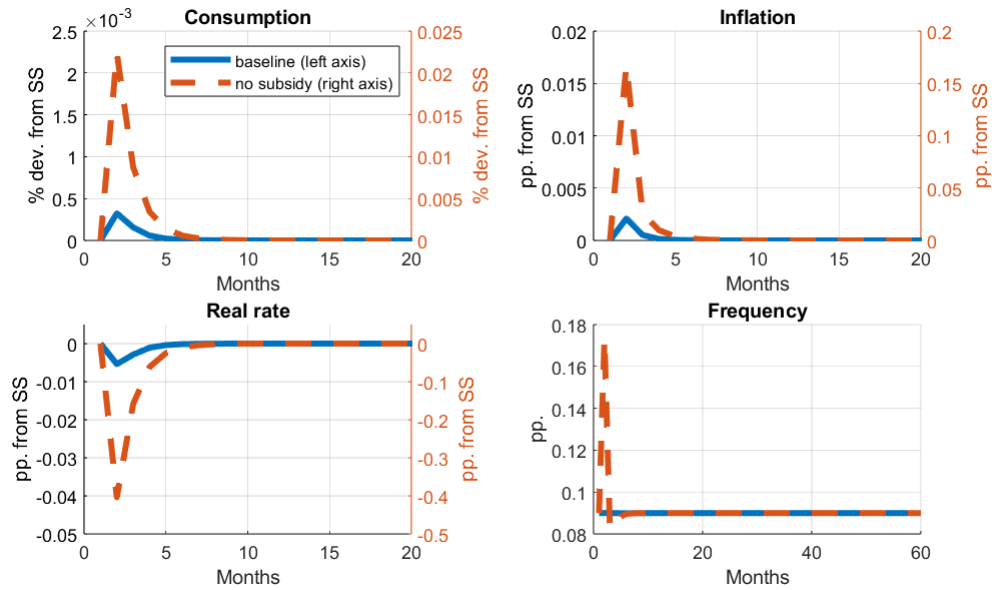 Consumption
×10-3
2.5
2
1.5
1
0.5
0
% dev. from SS
baseline (left axis)
no subsidy (right axis)
0.025
0.02
0.015
0.01
0.005
0
% dev. from SS
0 5 10 15 20
Months
Inflation
0.02
0.015
0.01
0.005
0
pp. from SS
0.2
0.15
0.1
0.05
0
pp. from SS
0 5 10 15 20
Months
Real rate
0
-0.01
-0.02
-0.03
-0.04
-0.05
pp. from SS
0
-0.1
-0.2
-0.3
-0.4
-0.5
pp. from SS
0 5 10 15 20
Months
Frequency
0.18
0.16
0.14
0.12
0.1
0.08
pp.
0 20 40 60
Months